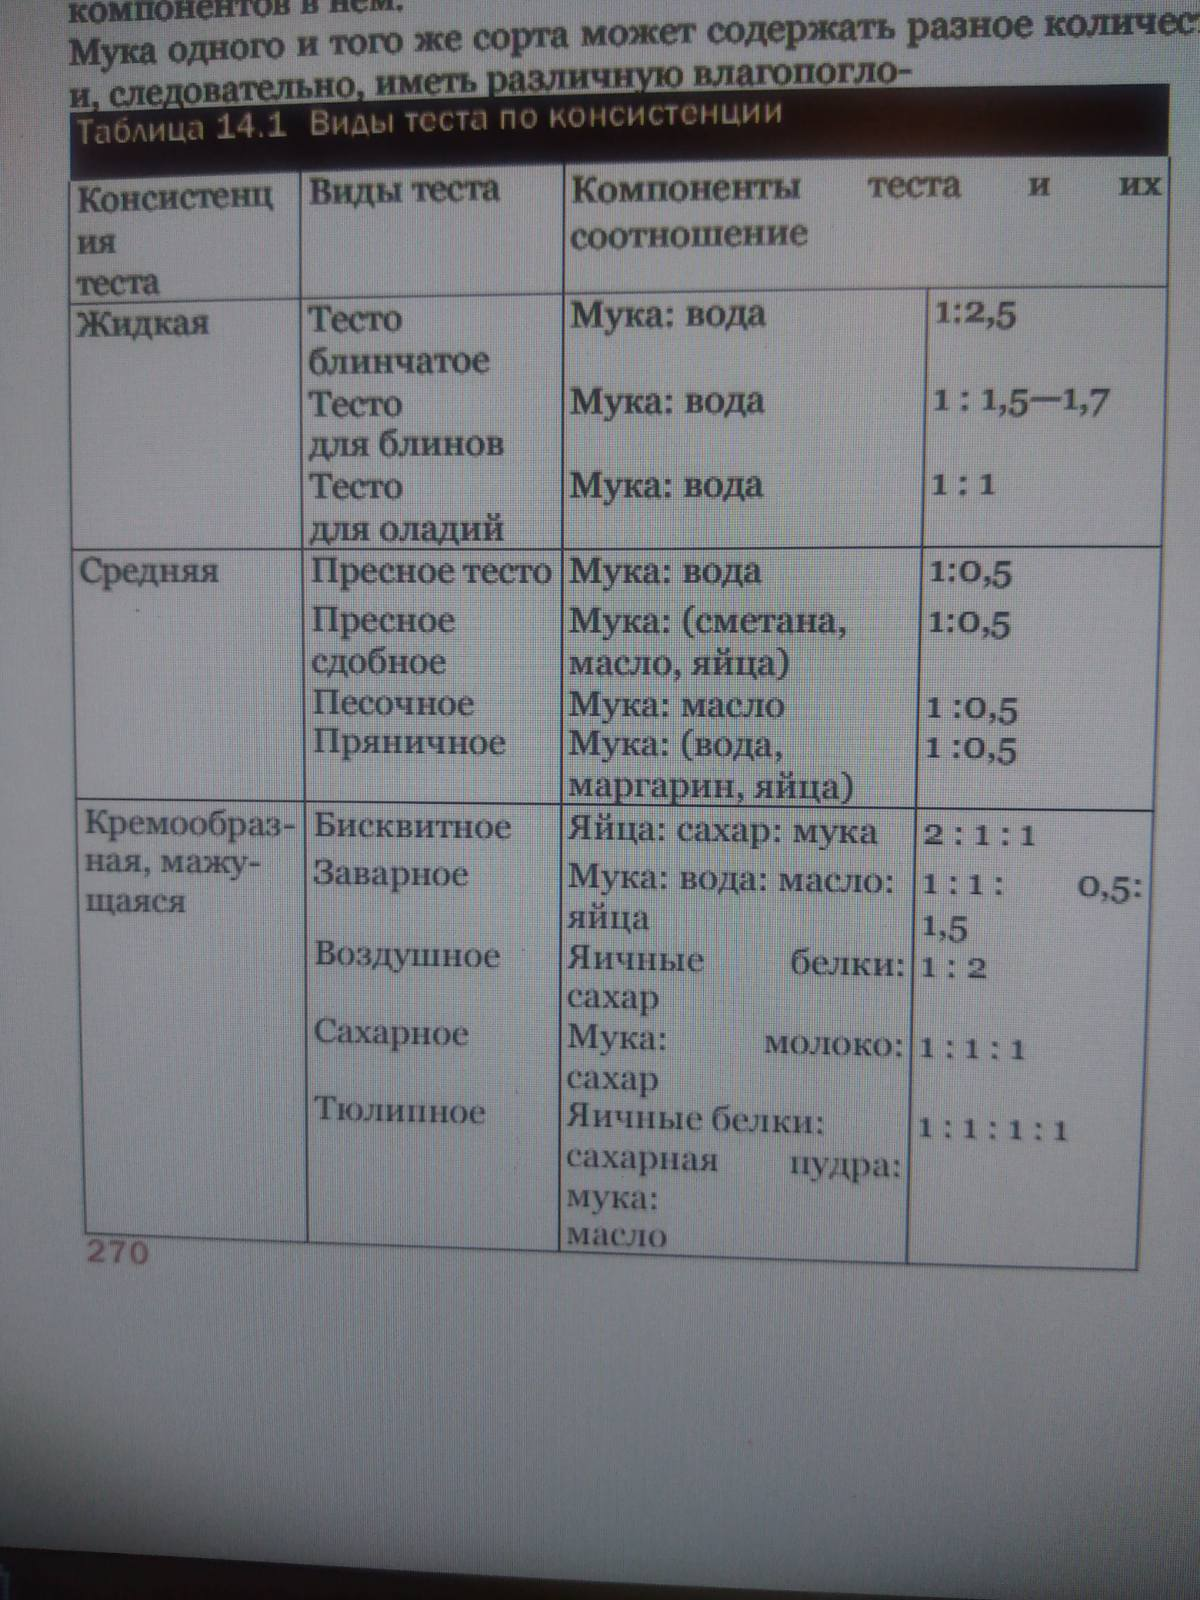 компонентов в нем.
Мука одного и того же сорта может содержать разное количес
и, следовательно, иметь различную влагопогло-
Таблица 14.1 Виды теста по консистенции
Консистенц
ия
теста
Виды теста
Компоненты теста и их
соотношение
Жидкая
Тесто
блинчатое
Мука: вода
1:2,5
Тесто
для блинов
Мука: вода
1 : 1,5—1,7
Тесто
для оладий
Мука: вода
1 : 1
Средняя
Пресное тесто
Мука: вода
1:0,5
Пресное
сдобное
Мука: (сметана,
масло, яйца)
1:0,5
Песочное
Мука: масло
1 :0,5
Пряничное
Мука: (вода,
маргарин, яйца)
1 :0,5
Кремообраз-
ная, мажу-
щаяся
Бисквитное
Яйца: сахар: мука
2 : 1 : 1
Заварное
Мука: вода: масло:
яйца
1 : 1 : 0,5:
1,5
Воздушное
Яичные белки:
сахар
1 : 2
Сахарное
Мука: молоко:
сахар
1 : 1 : 1
Тюлипное
Яичные белки:
сахарная пудра:
мука:
масло
1 : 1 : 1 : 1
270